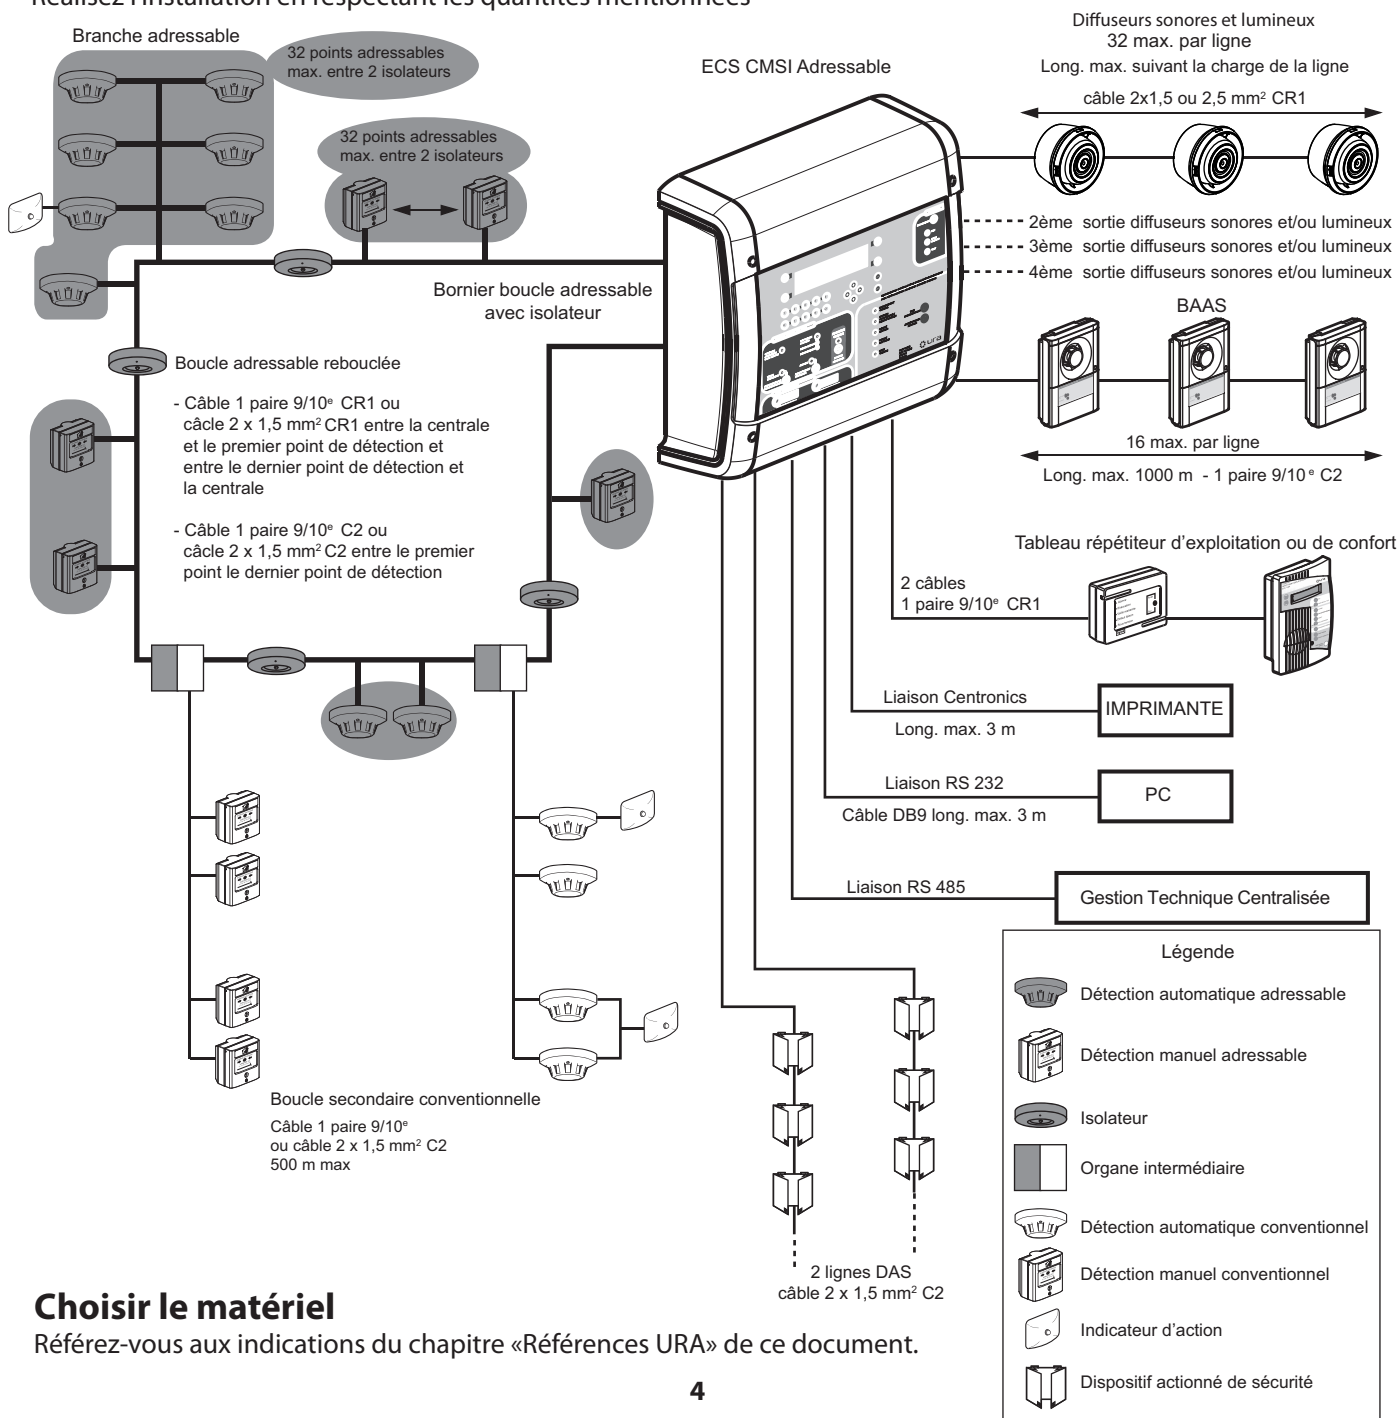 Réalisez l'installation en respectant les quantités mentionnées
Branche adressable
32 points adressables
max. entre 2 isolateurs
32 points adressables
max. entre 2 isolateurs
ECS CMSI Adressable
Diffuseurs sonores et lumineux
32 max. par ligne
Long. max. suivant la charge de la ligne
câble 2x1,5 ou 2,5 mm² CR1
2ème sortie diffuseurs sonores et/ou lumineux
3ème sortie diffuseurs sonores et/ou lumineux
4ème sortie diffuseurs sonores et/ou lumineux
Bornier boucle adressable
avec isolateur
ura
BAAS
16 max. par ligne
Long. max. 1000 m - 1 paire 9/10e C2
Boucle adressable rebouclée
- Câble 1 paire 9/10e CR1 ou
câcle 2 x 1,5 mm² CR1 entre la centrale
et le premier point de détection et
entre le dernier point de détection et
la centrale
- Câble 1 paire 9/10e C2 ou
câcle 2 x 1,5 mm² C2 entre le premier
point le dernier point de détection
Tableau répétiteur d'exploitation ou de confort
2 câbles
1 paire 9/10e CR1
Liaison Centronics
Long. max. 3 m
IMPRIMANTE
Liaison RS 232
Câble DB9 long. max. 3 m
PC
Liaison RS 485
Gestion Technique Centralisée
Boucle secondaire conventionnelle
Câble 1 paire 9/10e
ou câble 2 x 1,5 mm² C2
500 m max
2 lignes DAS
câble 2 x 1,5 mm² C2
Légende
Détection automatique adressable
Détection manuel adressable
Isolateur
Organe intermédiaire
Détection automatique conventionnel
Détection manuel conventionnel
Indicateur d'action
Dispositif actionné de sécurité
Choisir le matériel
Référez-vous aux indications du chapitre «Références URA» de ce document.
4